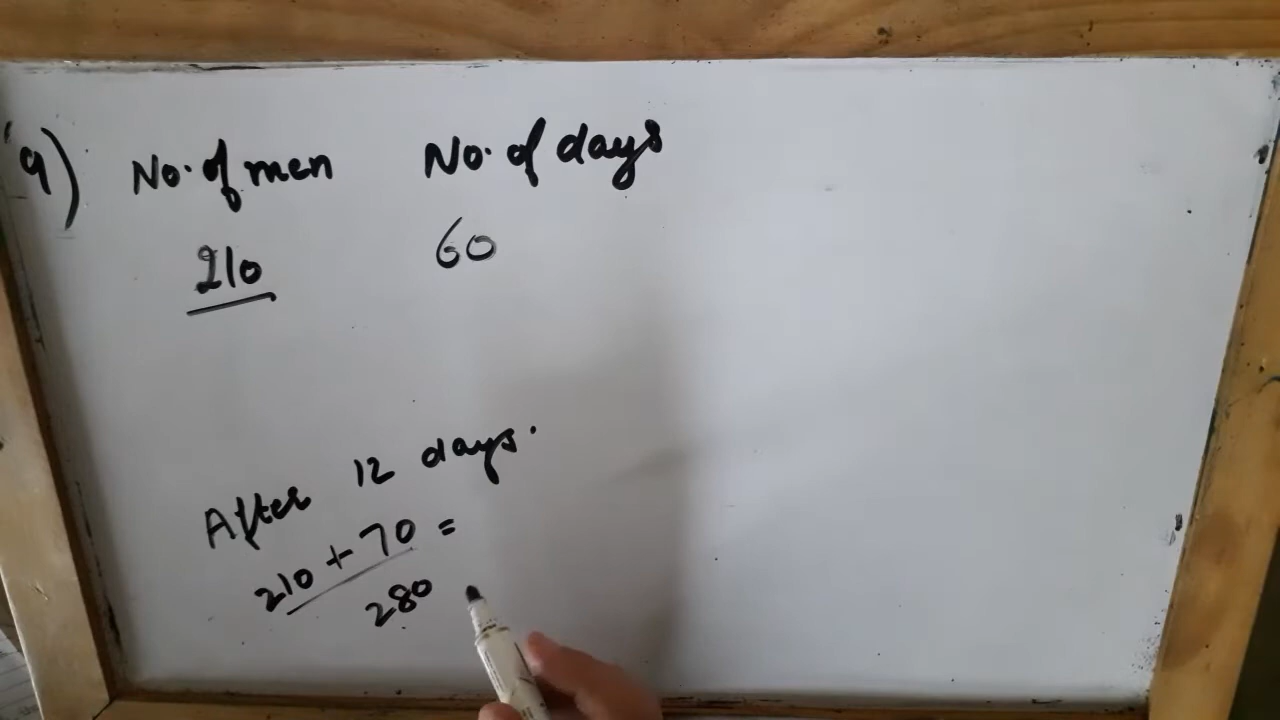 9) No. of men No. of days
210 60
After 12 days.
210 + 70 =
280